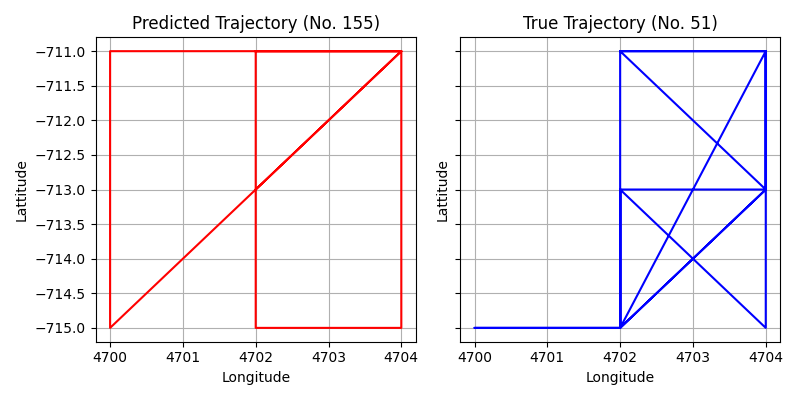 Predicted Trajectory (No. 155)
True Trajectory (No. 51)
Lattitude
−711.0
−711.5
−712.0
−712.5
−713.0
−713.5
−714.0
−714.5
−715.0
4700 4701 4702 4703 4704
Longitude
Lattitude
4700 4701 4702 4703 4704
Longitude